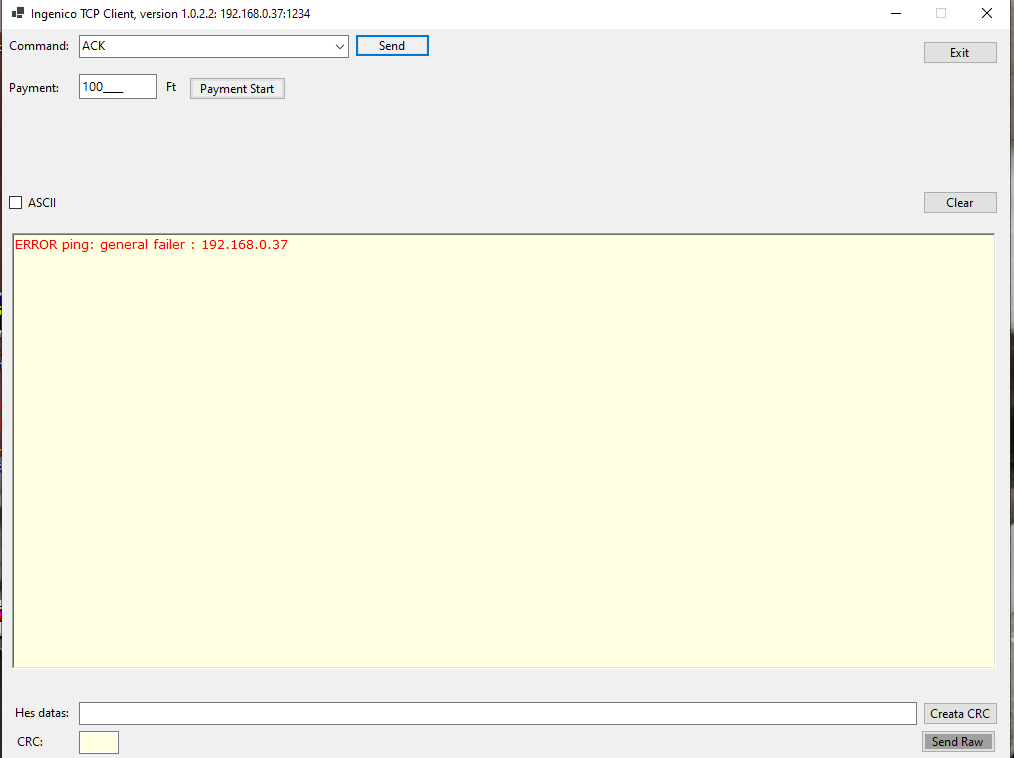 Ingenico TCP Client, version 1.0.2.2: 192.168.0.37:1234
Command: ACK Send Exit
Payment: 100___ Ft Payment Start
ASCII Clear
ERROR ping: general failer : 192.168.0.37
Hes datas: Creata CRC
CRC: Send Raw